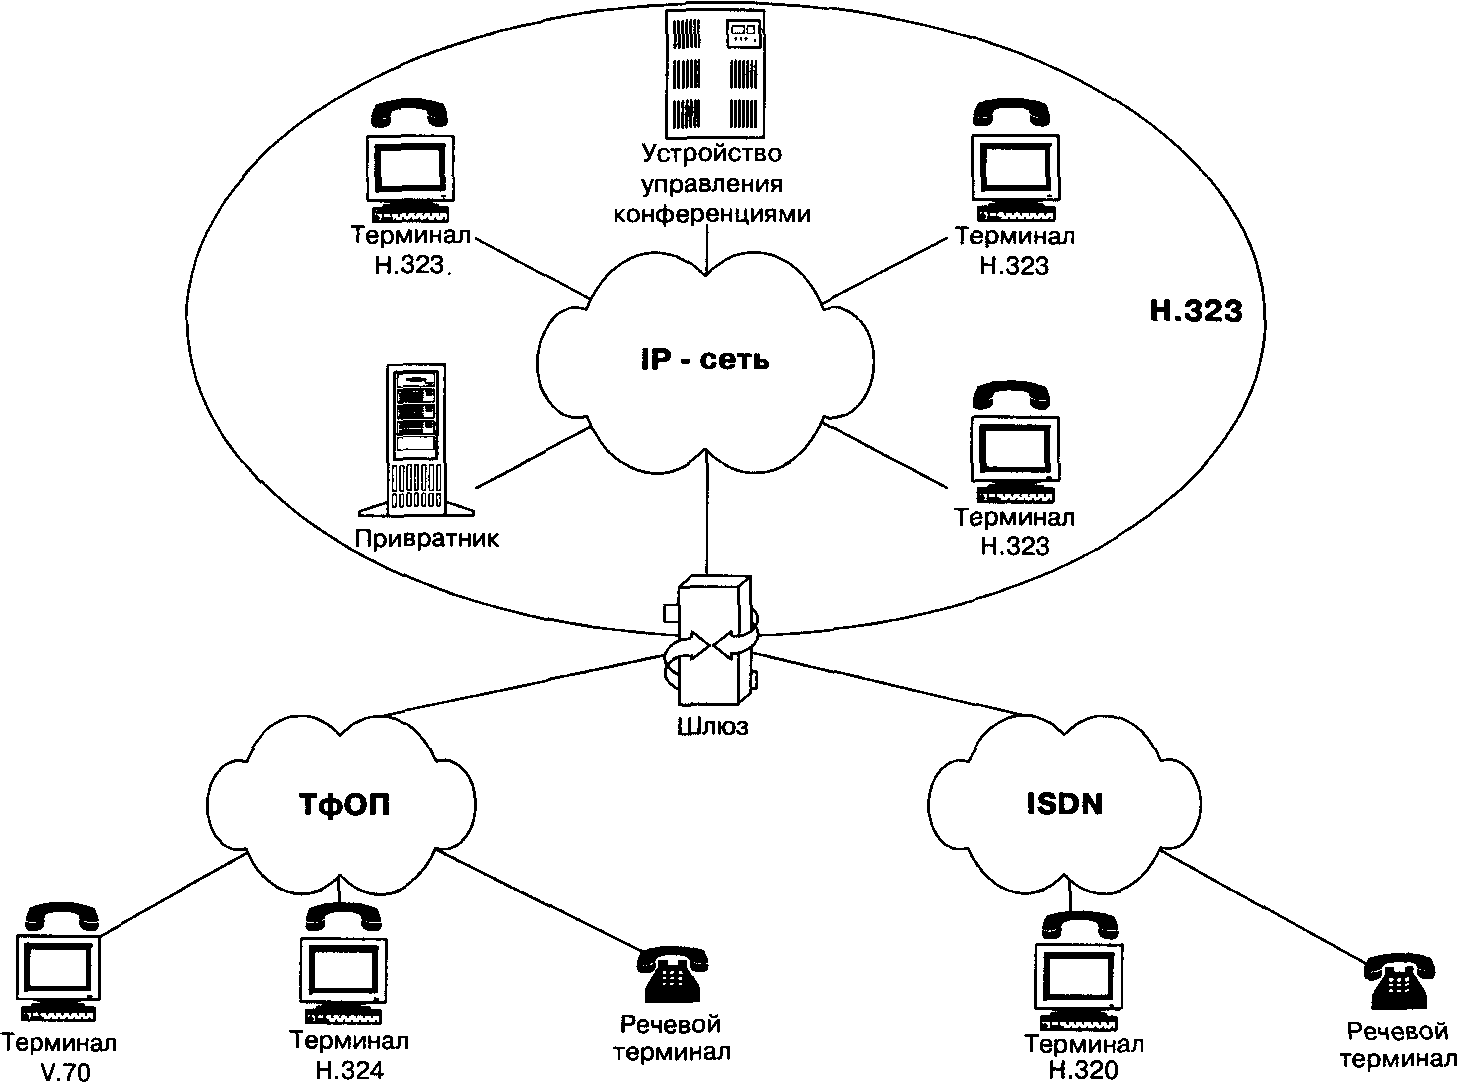 Устройство
управления
конференциями
Терминал
H.323.
Терминал
H.323
H.323
IP - сеть
Привратник
Терминал
H.323
Шлюз
ТфОП
ISDN
Терминал
V.70
Терминал
H.324
Речевой
терминал
Терминал
H.320
Речевой
терминал